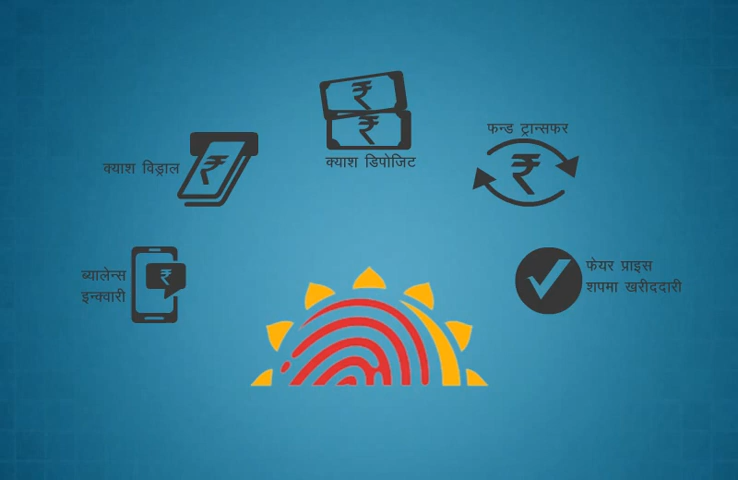 क्याश डिपोजिट
फन्ड ट्रान्सफर
क्याश विड्राल
ब्यालेन्स
इन्क्वारी
फेयर प्राइस
शपमा खरीददारी